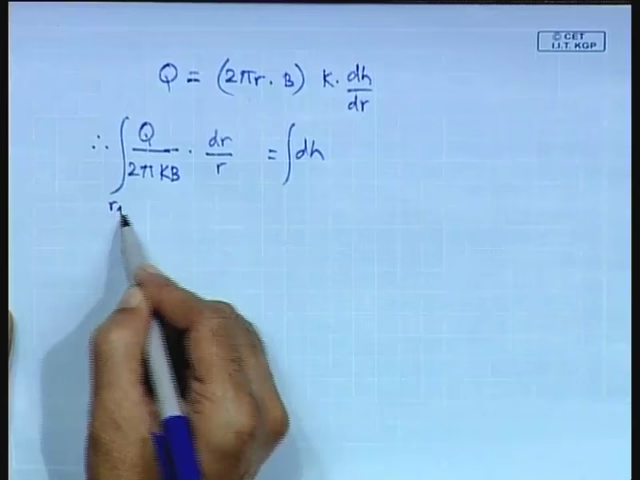 © CET
I.I.T. KGP
Q = (2πr · B) K · dh/dr
∴ ∫ Q/2πKB · dr/r = ∫ dh
r₁